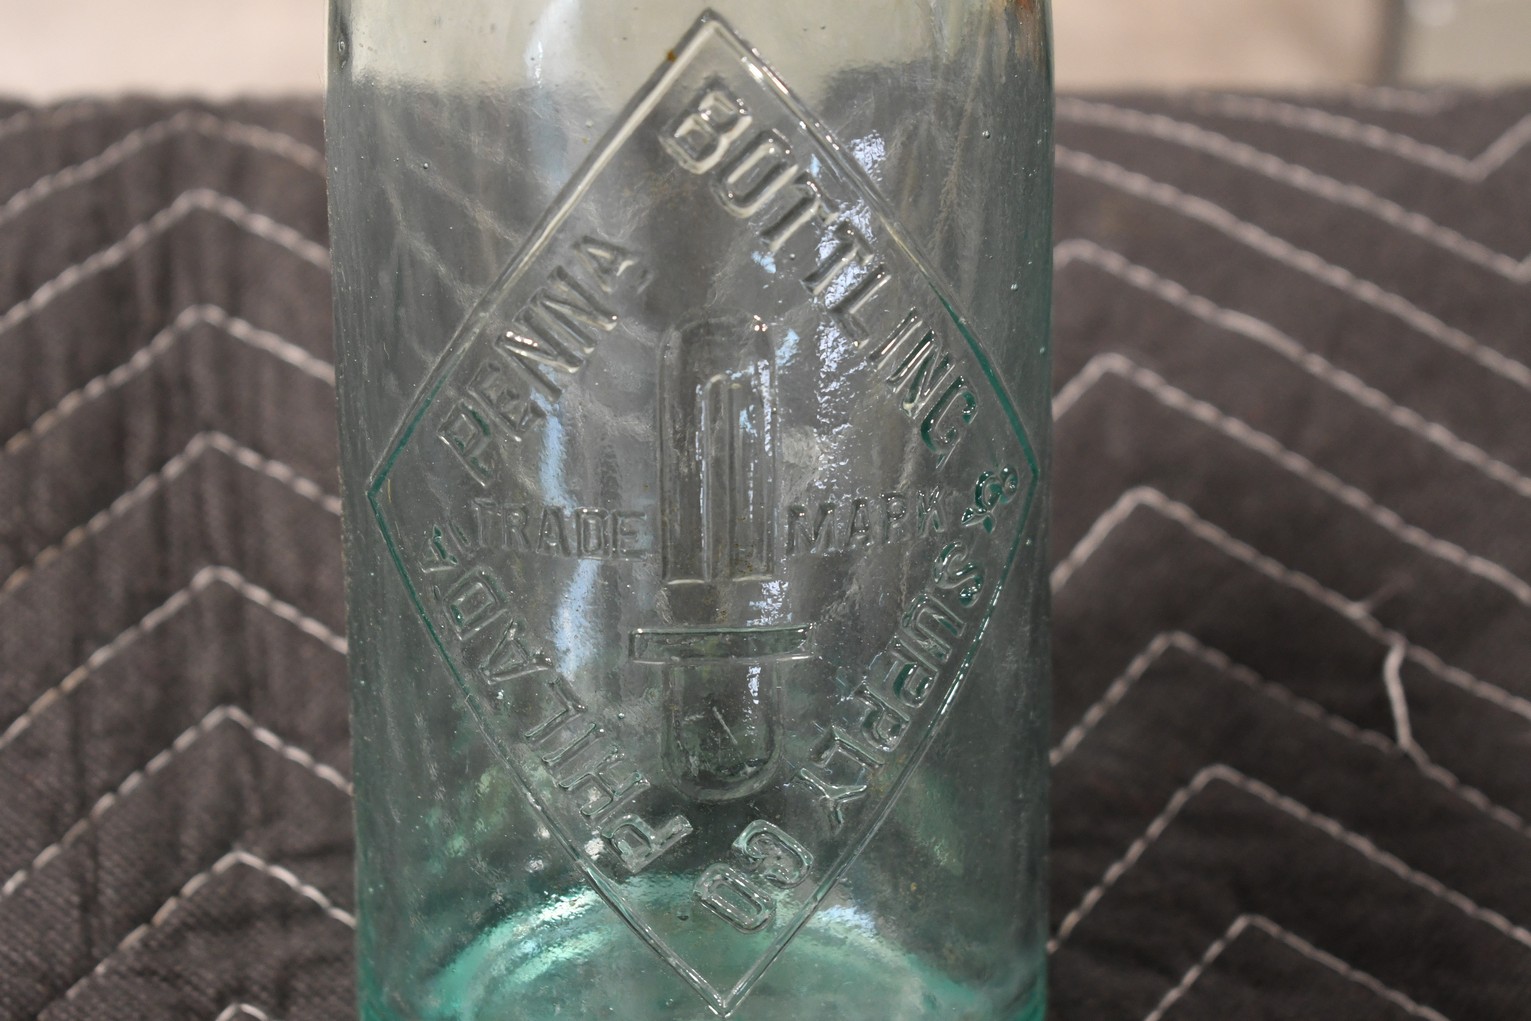 PENNA
BOTTLING &
SUPPLY CO
PHILADA
TRADE MARK